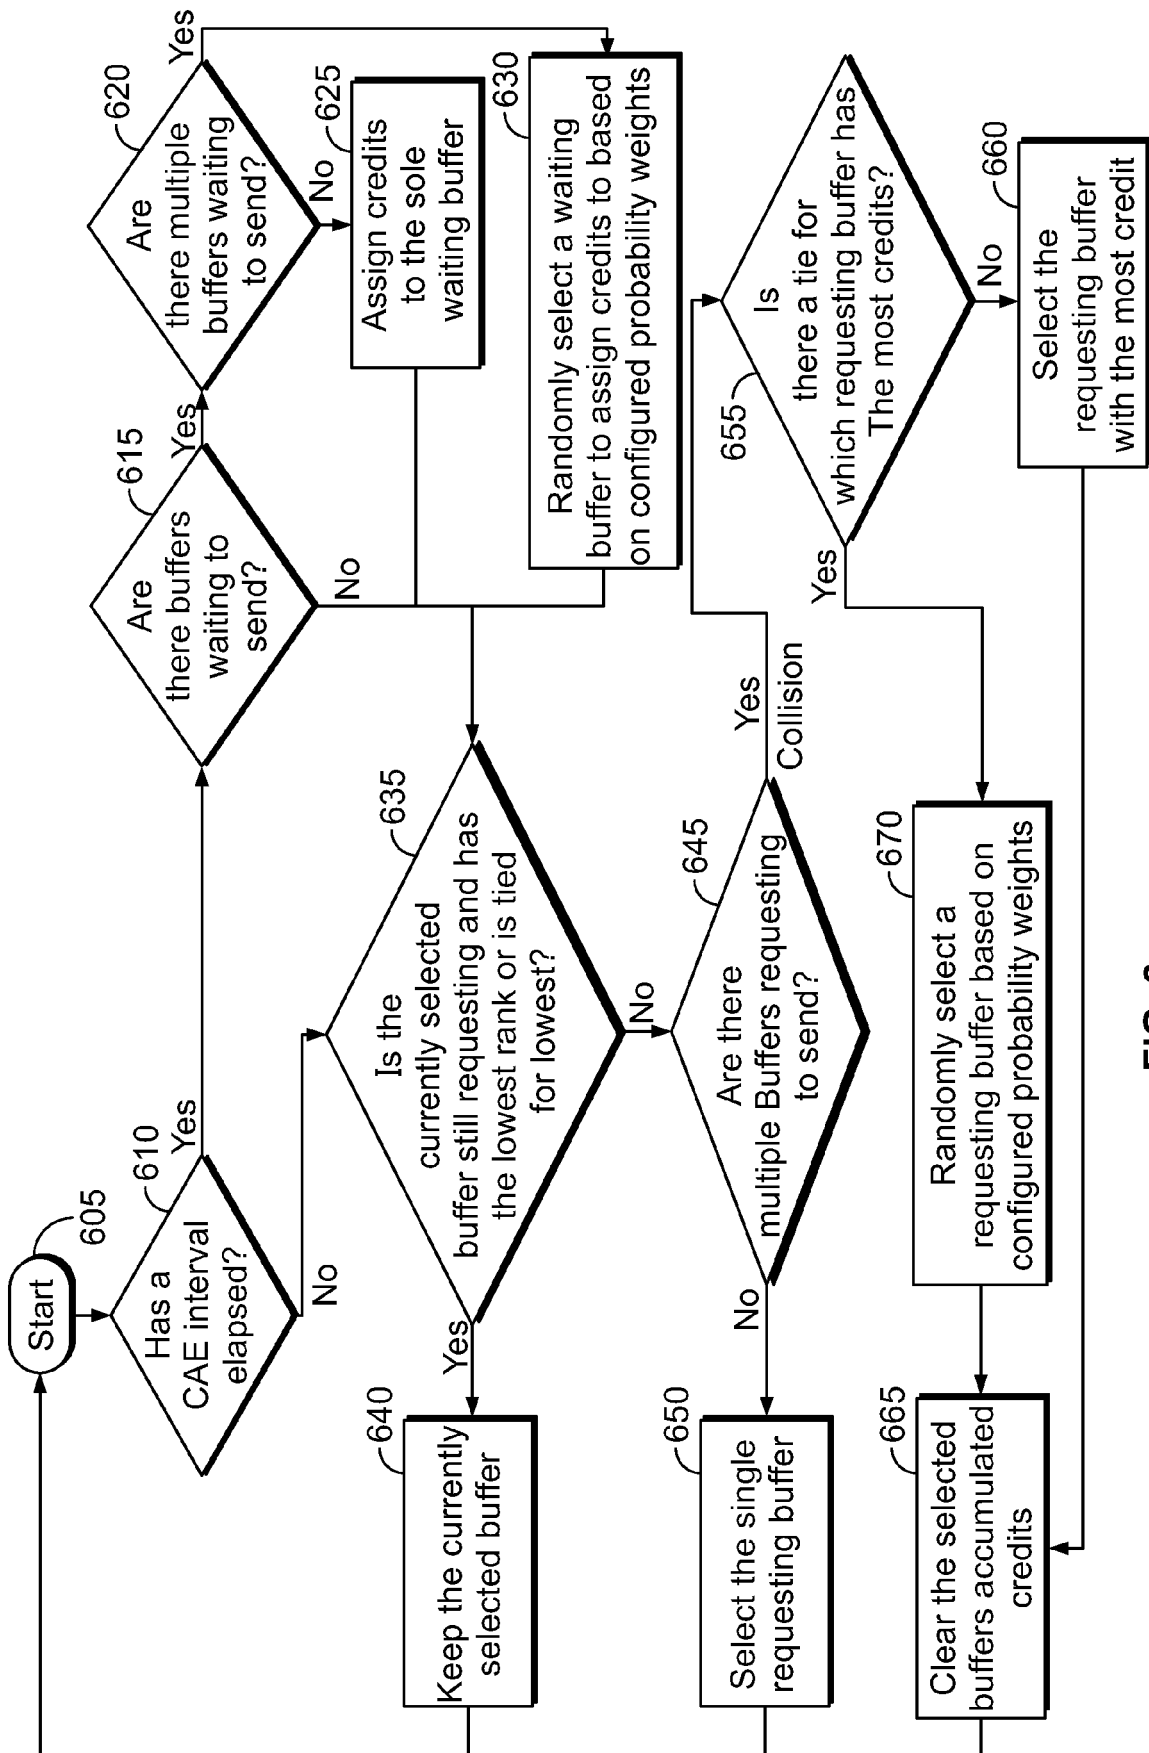 Start
605
Has a
CAE interval
elapsed?
610
Yes
No
Are
there buffers
waiting to
send?
615
Yes
No
Are
there multiple
buffers waiting
to send?
620
Yes
No
Assign credits
to the sole
waiting buffer
625
Randomly select a waiting
buffer to assign credits to based
on configured probability weights
630
Is the
currently selected
buffer still requesting and has
the lowest rank or is tied
for lowest?
635
Yes
No
Keep the currently
selected buffer
640
Are there
multiple Buffers requesting
to send?
645
Yes
Collision
No
Select the single
requesting buffer
650
Is
there a tie for
which requesting buffer has
The most credits?
655
Yes
No
Select the
requesting buffer
with the most credit
660
Randomly select a
requesting buffer based on
configured probability weights
670
Clear the selected
buffers accumulated
credits
665